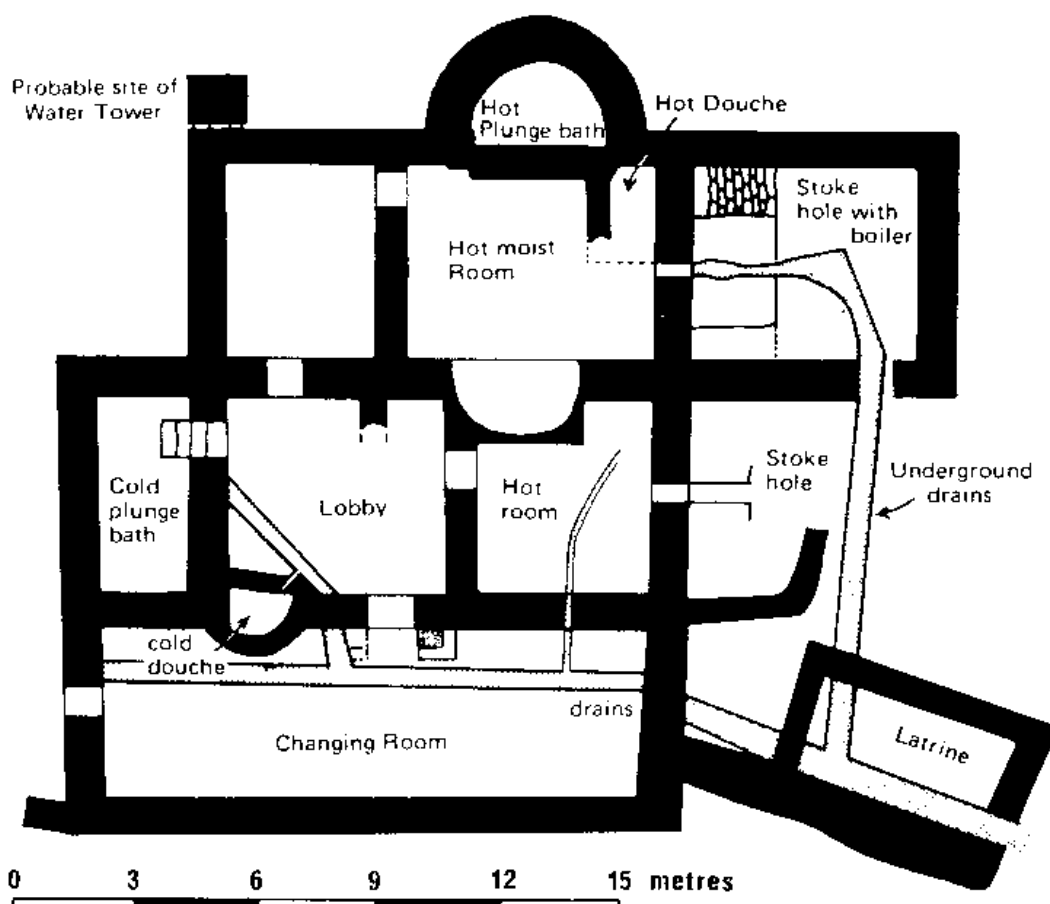 Probable site of
Water Tower
Hot
Plunge bath
Hot Douche
Stoke
hole with
boiler
Hot moist
Room
Cold
plunge
bath
Lobby
Hot
room
Stoke
hole
Underground
drains
cold
douche
drains
Changing Room
Latrine
0 3 6 9 12 15 metres